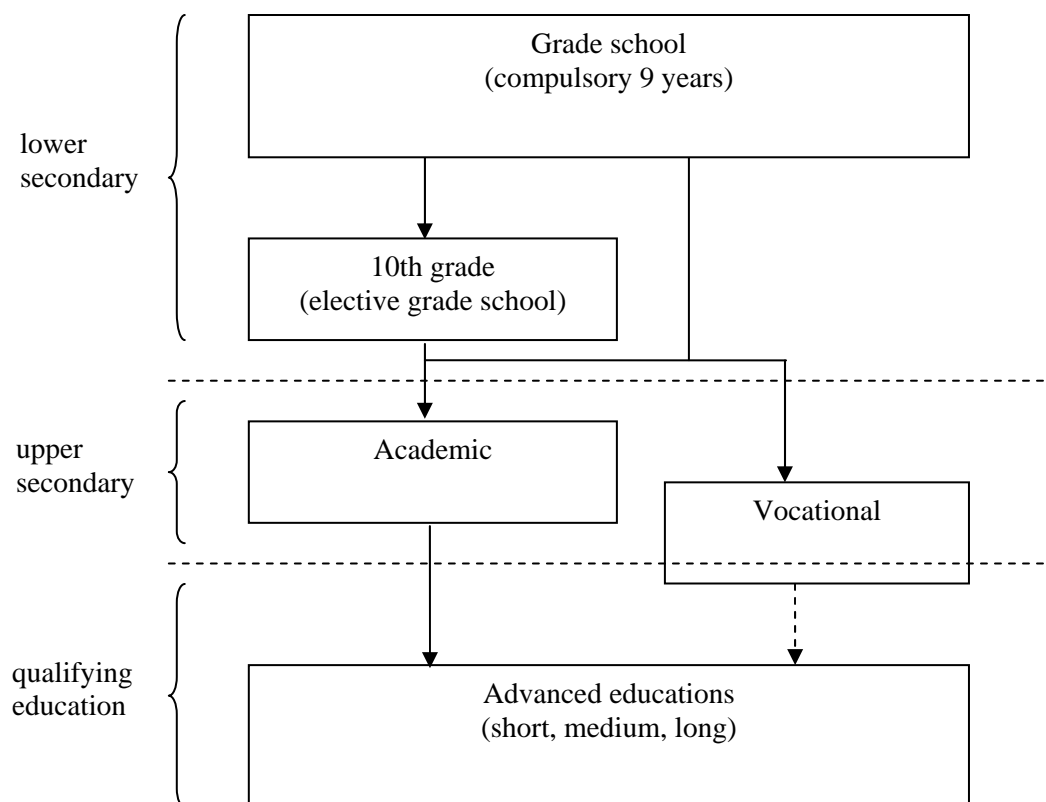 Grade school
(compulsory 9 years)
lower
secondary
10th grade
(elective grade school)
upper
secondary
Academic
Vocational
qualifying
education
Advanced educations
(short, medium, long)